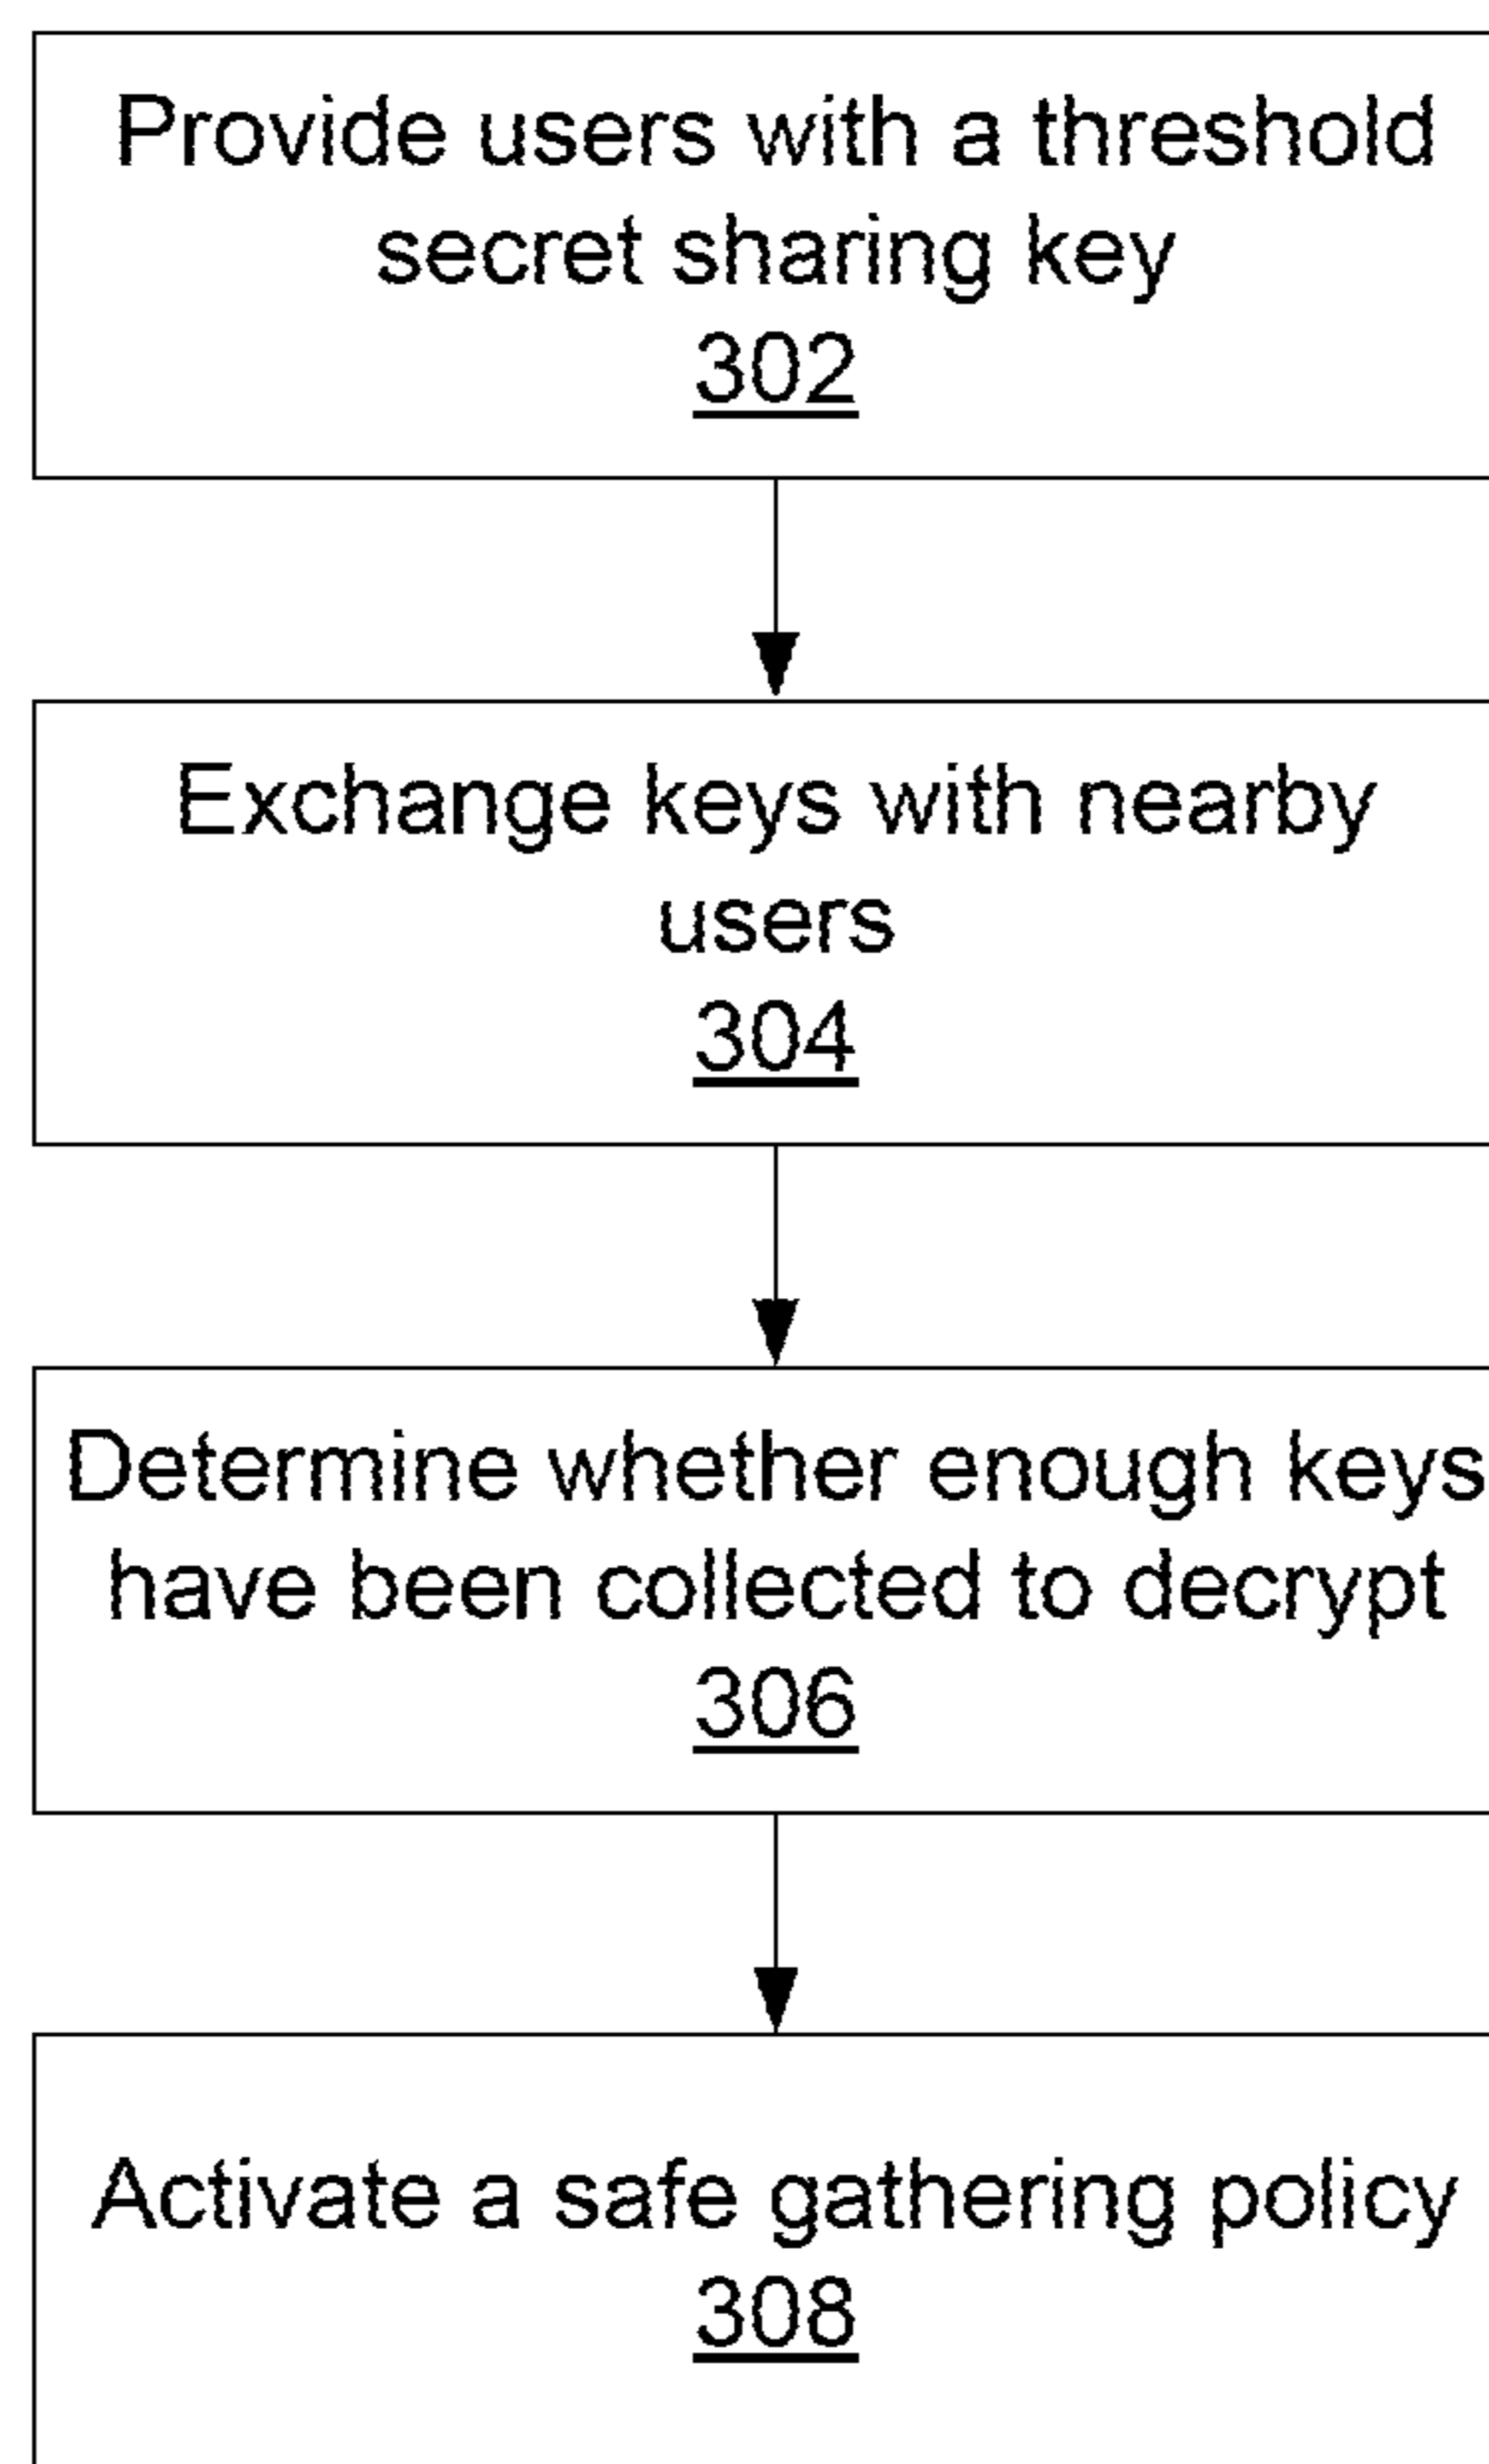 Provide users with a threshold
secret sharing key
302
Exchange keys with nearby
users
304
Determine whether enough keys
have been collected to decrypt
306
Activate a safe gathering policy
308